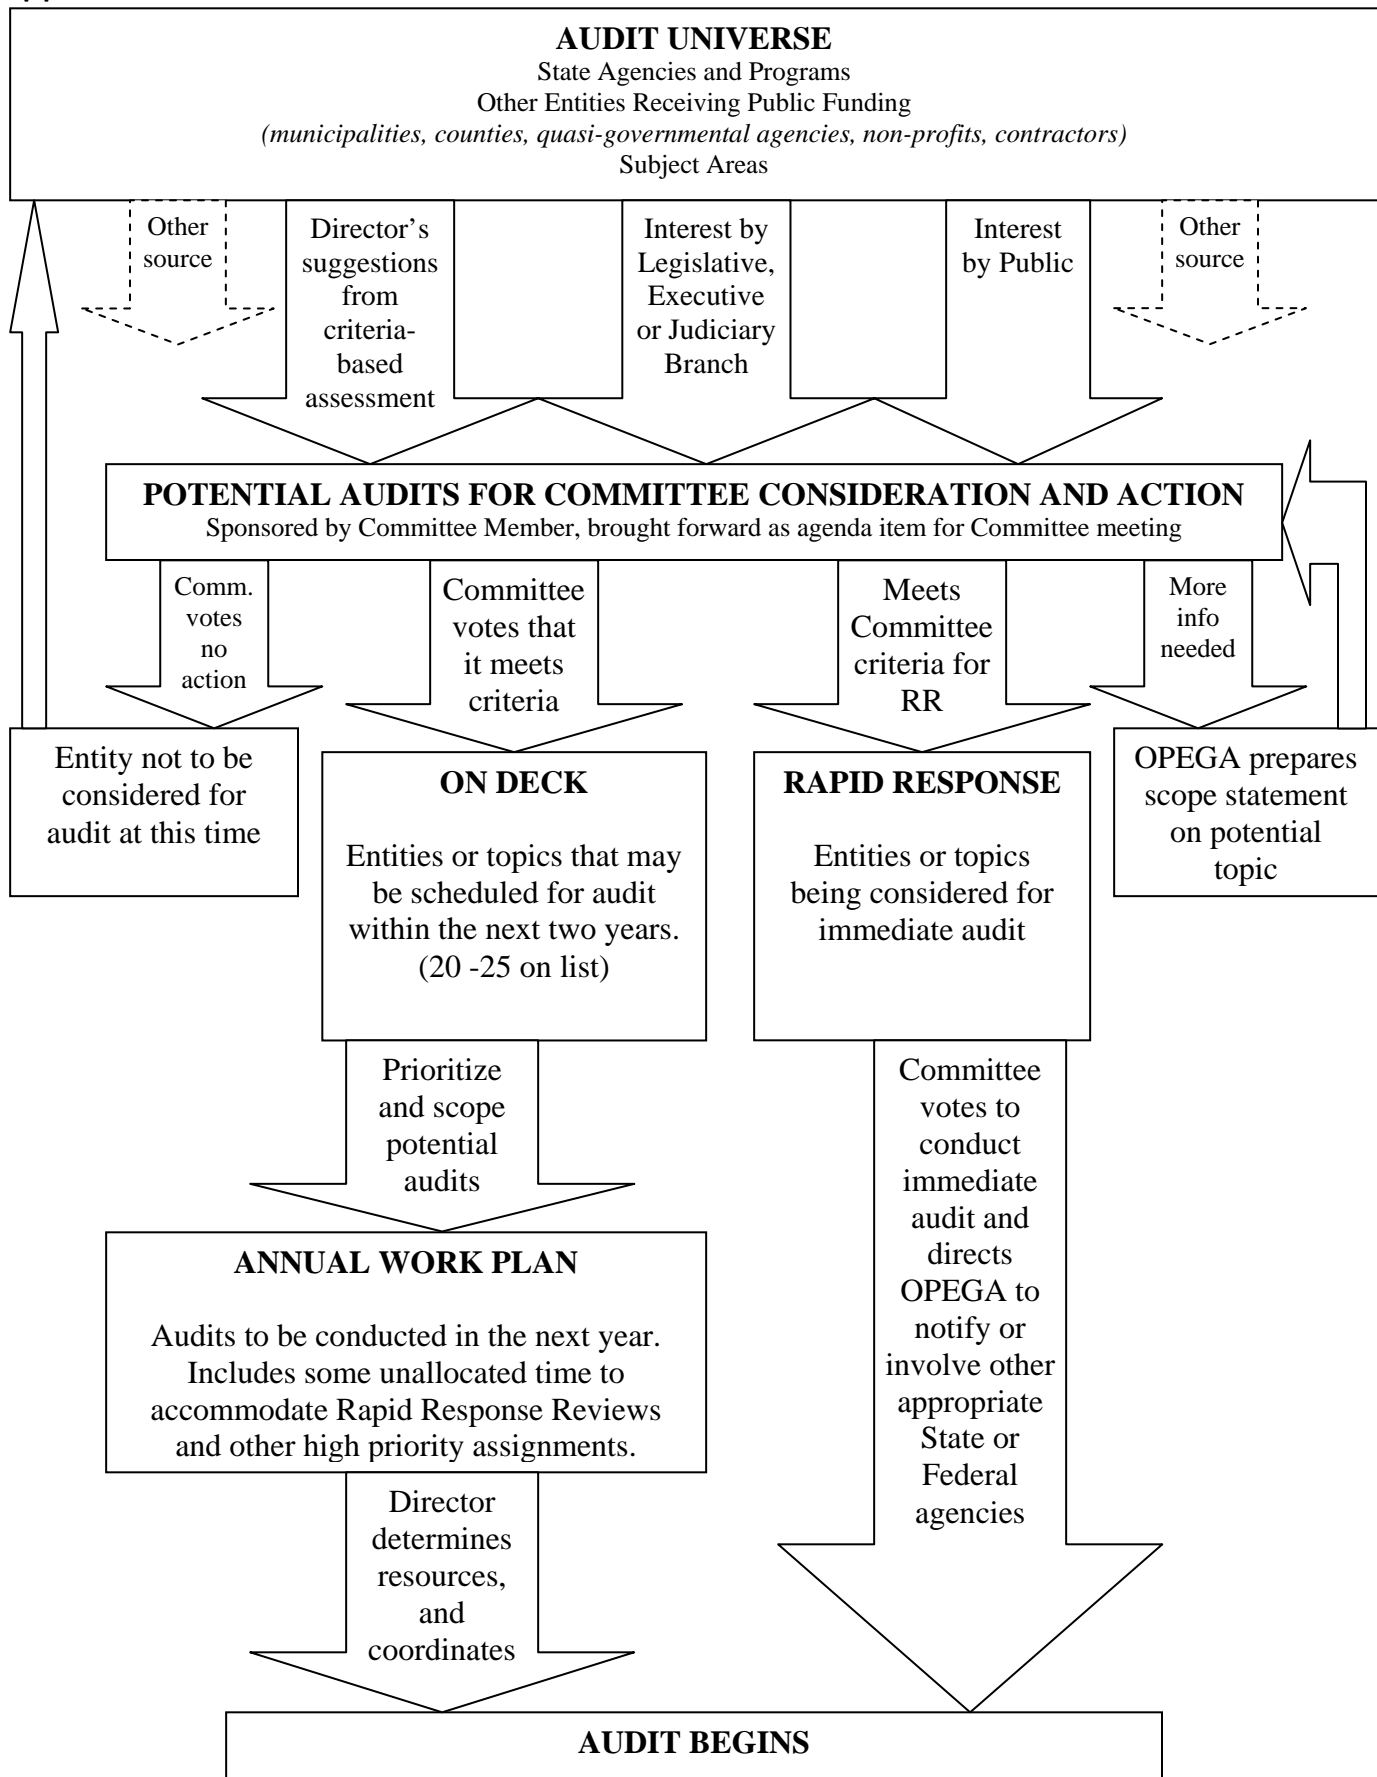 AUDIT UNIVERSE
State Agencies and Programs
Other Entities Receiving Public Funding
(municipalities, counties, quasi-governmental agencies, non-profits, contractors)
Subject Areas
Other
source
Director's
suggestions
from
criteria-
based
assessment
Interest by
Legislative,
Executive
or Judiciary
Branch
Interest
by Public
Other
source
POTENTIAL AUDITS FOR COMMITTEE CONSIDERATION AND ACTION
Sponsored by Committee Member, brought forward as agenda item for Committee meeting
Comm.
votes
no
action
Committee
votes that
it meets
criteria
Meets
Committee
criteria for
RR
More
info
needed
Entity not to be
considered for
audit at this time
ON DECK
Entities or topics that may
be scheduled for audit
within the next two years.
(20 -25 on list)
RAPID RESPONSE
Entities or topics
being considered for
immediate audit
OPEGA prepares
scope statement
on potential
topic
Prioritize
and scope
potential
audits
Committee
votes to
conduct
immediate
audit and
directs
OPEGA to
notify or
involve other
appropriate
State or
Federal
agencies
ANNUAL WORK PLAN
Audits to be conducted in the next year.
Includes some unallocated time to
accommodate Rapid Response Reviews
and other high priority assignments.
Director
determines
resources,
and
coordinates
AUDIT BEGINS